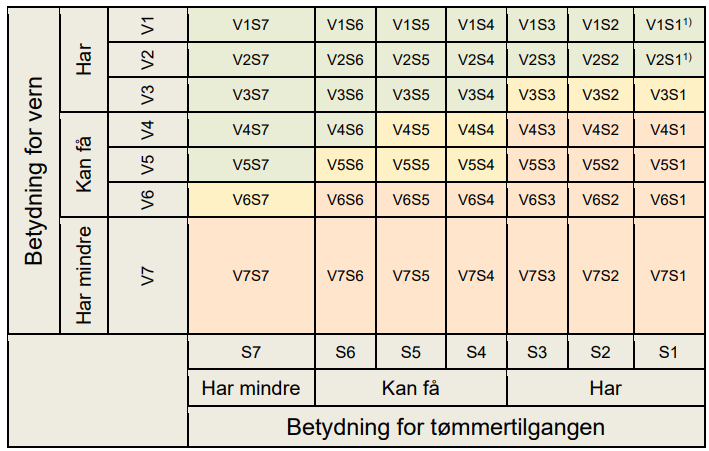 Betydning for vern
Har
V1 V1S7 V1S6 V1S5 V1S4 V1S3 V1S2 V1S1¹⁾
V2 V2S7 V2S6 V2S5 V2S4 V2S3 V2S2 V2S1¹⁾
V3 V3S7 V3S6 V3S5 V3S4 V3S3 V3S2 V3S1
Kan få
V4 V4S7 V4S6 V4S5 V4S4 V4S3 V4S2 V4S1
V5 V5S7 V5S6 V5S5 V5S4 V5S3 V5S2 V5S1
V6 V6S7 V6S6 V6S5 V6S4 V6S3 V6S2 V6S1
Har mindre
V7 V7S7 V7S6 V7S5 V7S4 V7S3 V7S2 V7S1
S7 S6 S5 S4 S3 S2 S1
Har mindre Kan få Har
Betydning for tømmertilgangen